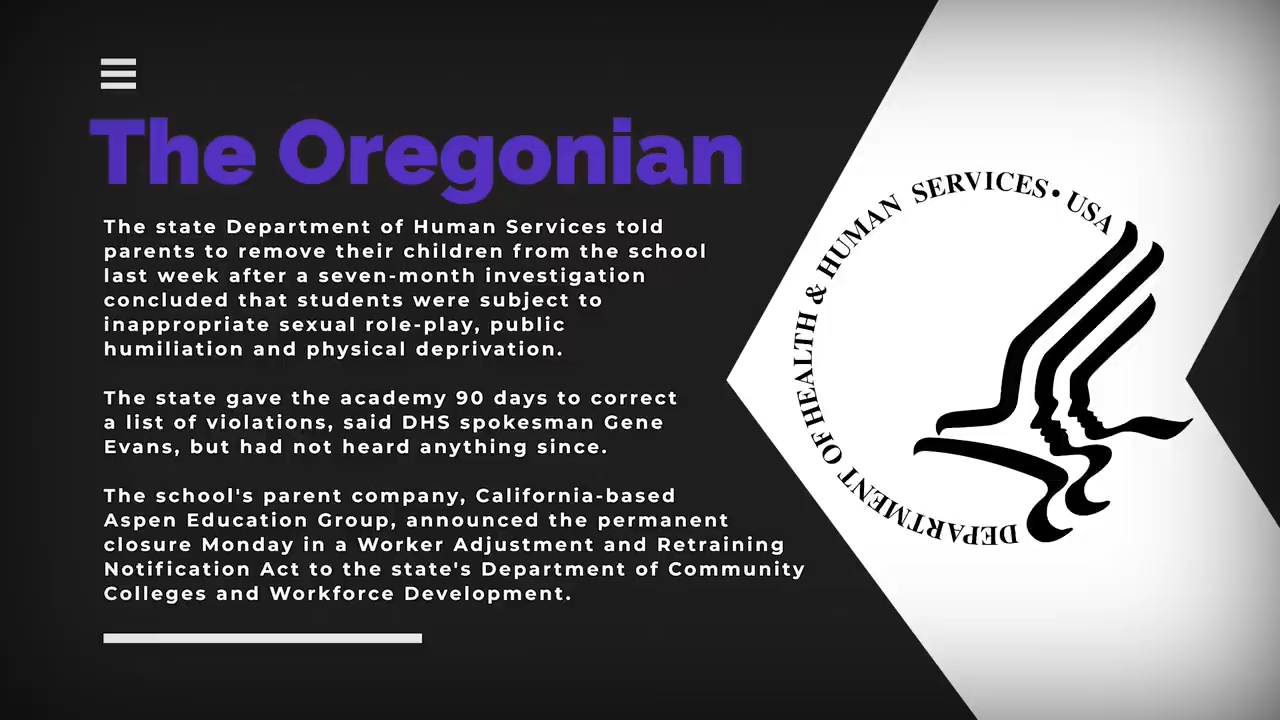 The Oregonian
The state Department of Human Services told
parents to remove their children from the school
last week after a seven-month investigation
concluded that students were subject to
inappropriate sexual role-play, public
humiliation and physical deprivation.
The state gave the academy 90 days to correct
a list of violations, said DHS spokesman Gene
Evans, but had not heard anything since.
The school's parent company, California-based
Aspen Education Group, announced the permanent
closure Monday in a Worker Adjustment and Retraining
Notification Act to the state's Department of Community
Colleges and Workforce Development.
DEPARTMENT OF HEALTH & HUMAN SERVICES • USA